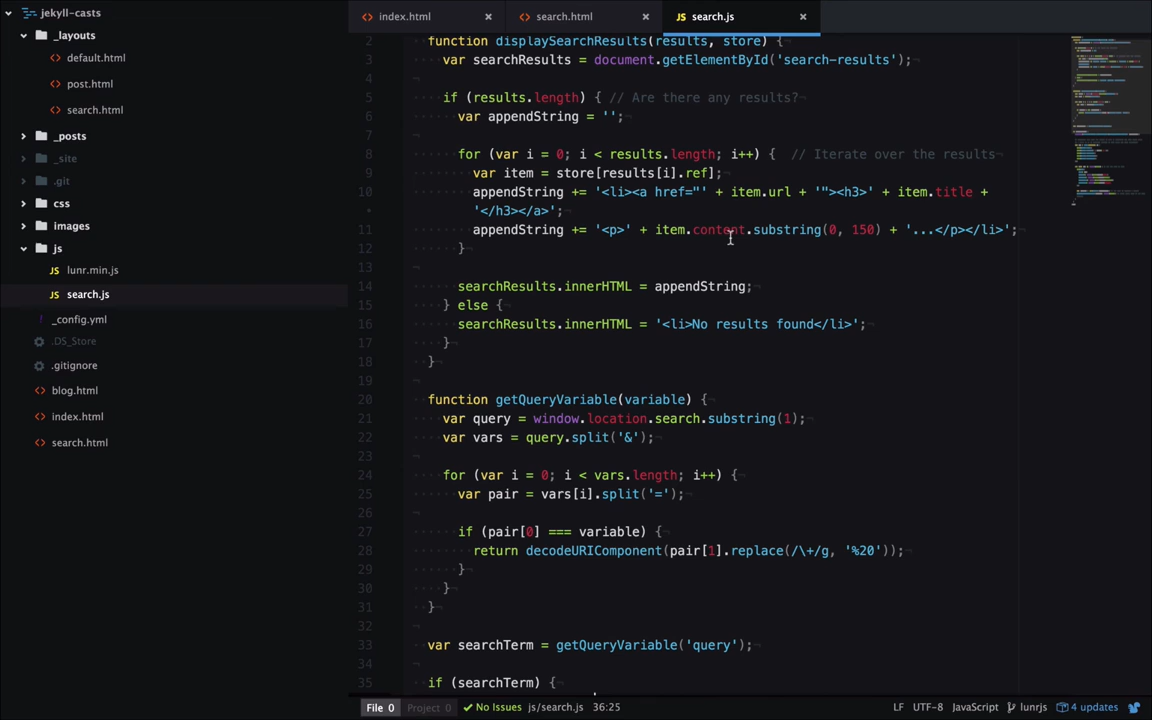 jekyll-casts
_layouts
default.html
post.html
search.html
_posts
_site
.git
css
images
js
JS lunr.min.js
JS search.js
! _config.yml
.DS_Store
.gitignore
blog.html
index.html
search.html
index.html ×
search.html ×
JS search.js ×
2 function displaySearchResults(results, store) {
3 var searchResults = document.getElementById('search-results');
4
5 if (results.length) { // Are there any results?
6 var appendString = '';
7
8 for (var i = 0; i < results.length; i++) {  // Iterate over the results
9 var item = store[results[i].ref];
10 appendString += '<li><a href="' + item.url + '"><h3>' + item.title +
• '</h3></a>';
11 appendString += '<p>' + item.content.substring(0, 150) + '...</p></li>';
12 }
13
14 searchResults.innerHTML = appendString;
15 } else {
16 searchResults.innerHTML = '<li>No results found</li>';
17 }
18 }
19
20 function getQueryVariable(variable) {
21 var query = window.location.search.substring(1);
22 var vars = query.split('&');
23
24 for (var i = 0; i < vars.length; i++) {
25 var pair = vars[i].split('=');
26
27 if (pair[0] === variable) {
28 return decodeURIComponent(pair[1].replace(/\+/g, '%20'));
29 }
30 }
31 }
32
33 var searchTerm = getQueryVariable('query');
34
35 if (searchTerm) {
File 0 Project 0 ✓ No Issues js/search.js 36:25 LF UTF-8 JavaScript lunrjs 4 updates